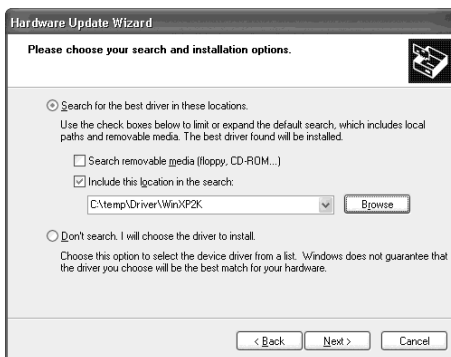 Hardware Update Wizard
Please choose your search and installation options.
Search for the best driver in these locations.
Use the check boxes below to limit or expand the default search, which includes local
paths and removable media. The best driver found will be installed.
Search removable media (floppy, CD-ROM...)
Include this location in the search:
C:\temp\Driver\WinXP2K
Browse
Don't search. I will choose the driver to install.
Choose this option to select the device driver from a list. Windows does not guarantee that
the driver you choose will be the best match for your hardware.
< Back Next > Cancel